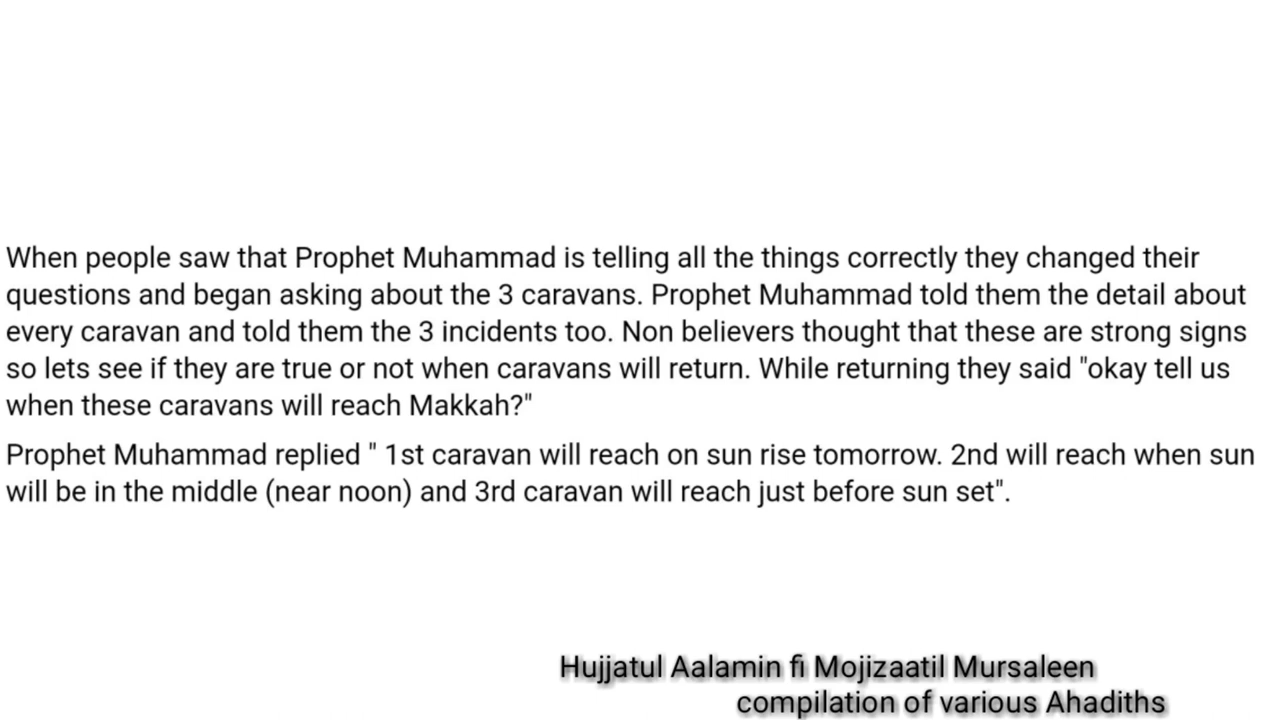 When people saw that Prophet Muhammad is telling all the things correctly they changed their
questions and began asking about the 3 caravans. Prophet Muhammad told them the detail about
every caravan and told them the 3 incidents too. Non believers thought that these are strong signs
so lets see if they are true or not when caravans will return. While returning they said "okay tell us
when these caravans will reach Makkah?"
Prophet Muhammad replied " 1st caravan will reach on sun rise tomorrow. 2nd will reach when sun
will be in the middle (near noon) and 3rd caravan will reach just before sun set".
Hujjatul Aalamin fi Mojizaatil Mursaleen
compilation of various Ahadiths